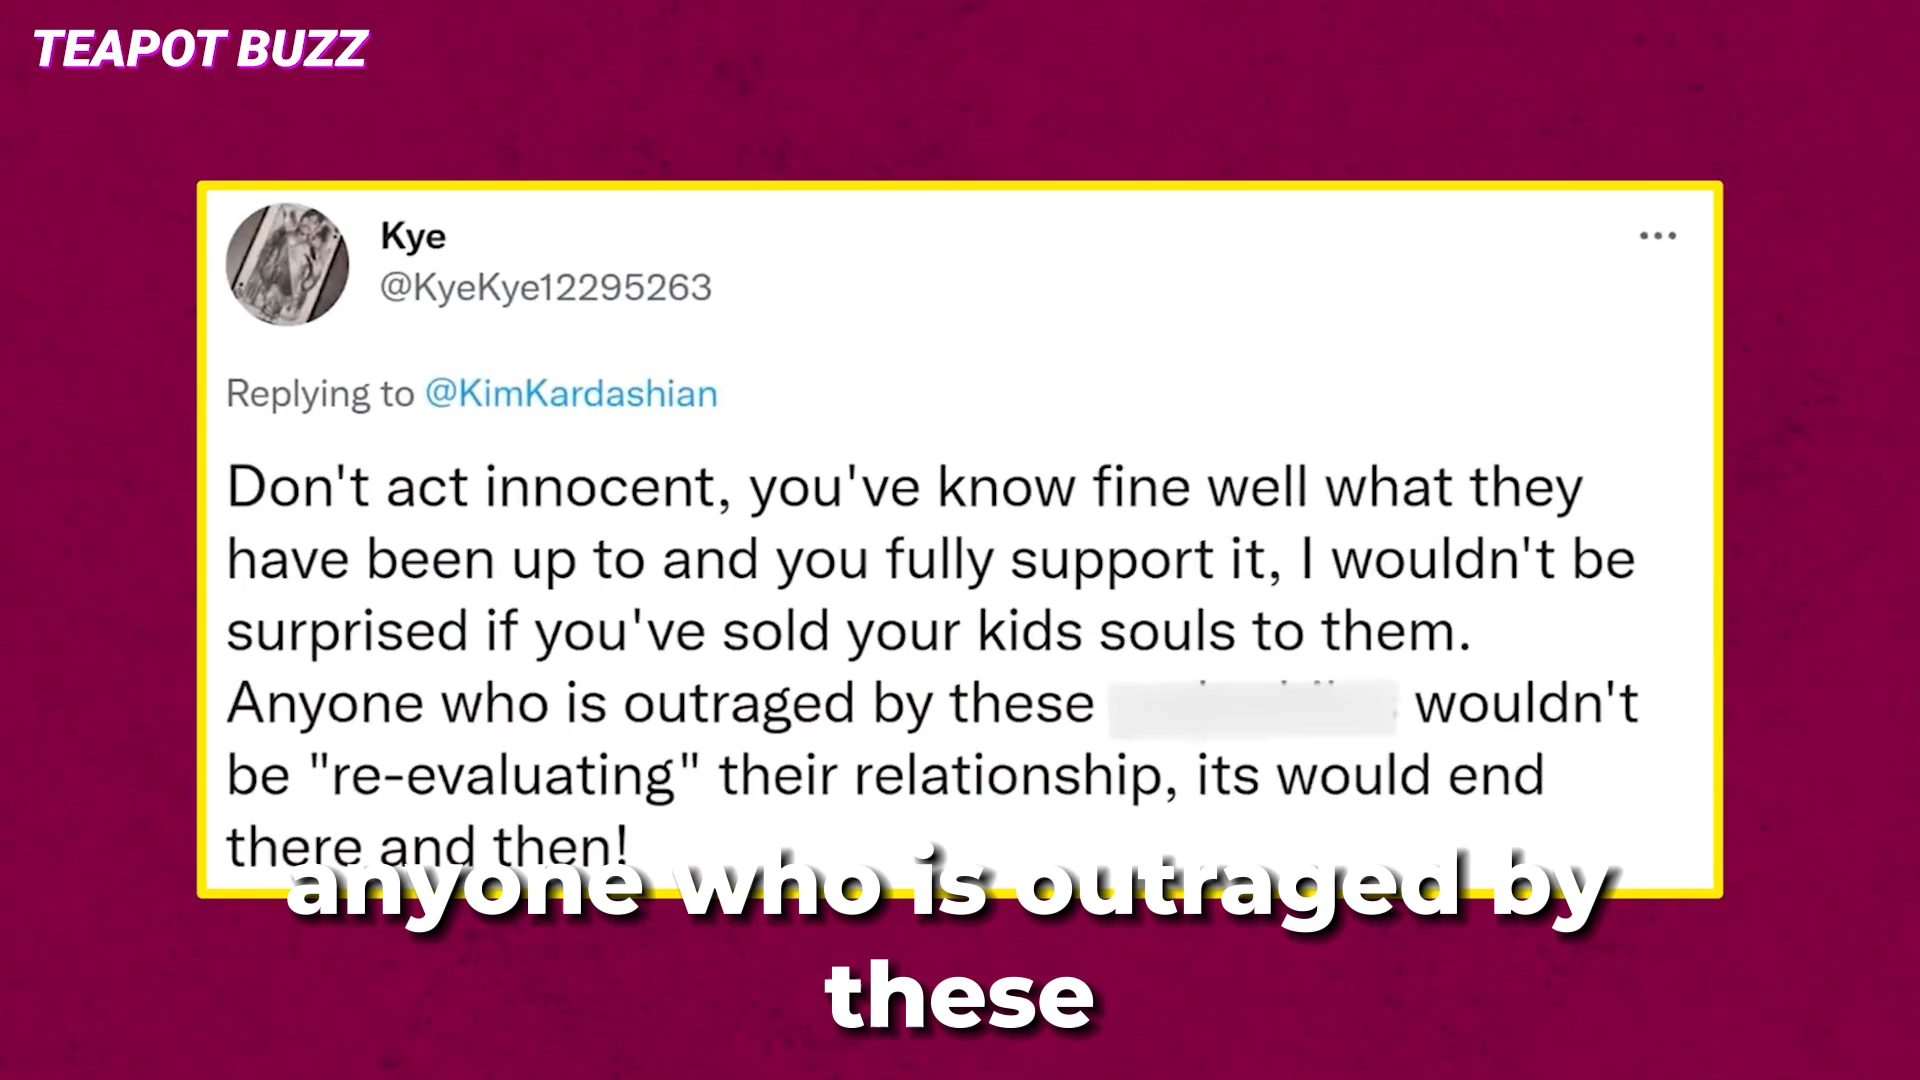 TEAPOT BUZZ
Kye
@KyeKye12295263
Replying to @KimKardashian
Don't act innocent, you've know fine well what they
have been up to and you fully support it, I wouldn't be
surprised if you've sold your kids souls to them.
Anyone who is outraged by these wouldn't
be "re-evaluating" their relationship, its would end
there and then!
anyone who is outraged by
these